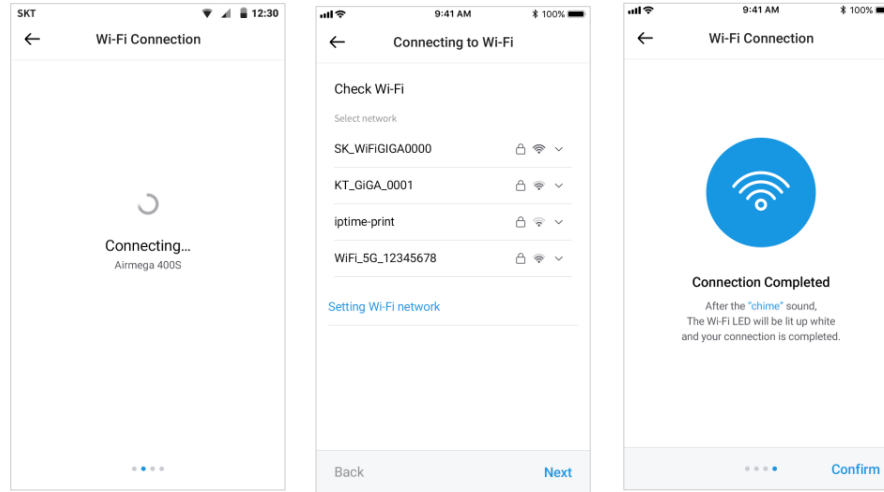 SKT 12:30
Wi-Fi Connection
Connecting...
Airmega 400S
9:41 AM 100%
Connecting to Wi-Fi
Check Wi-Fi
Select network
SK_WiFiGIGA0000
KT_GiGA_0001
iptime-print
WiFi_5G_12345678
Setting Wi-Fi network
Back Next
9:41 AM 100%
Wi-Fi Connection
Connection Completed
After the "chime" sound,
The Wi-Fi LED will be lit up white
and your connection is completed.
Confirm